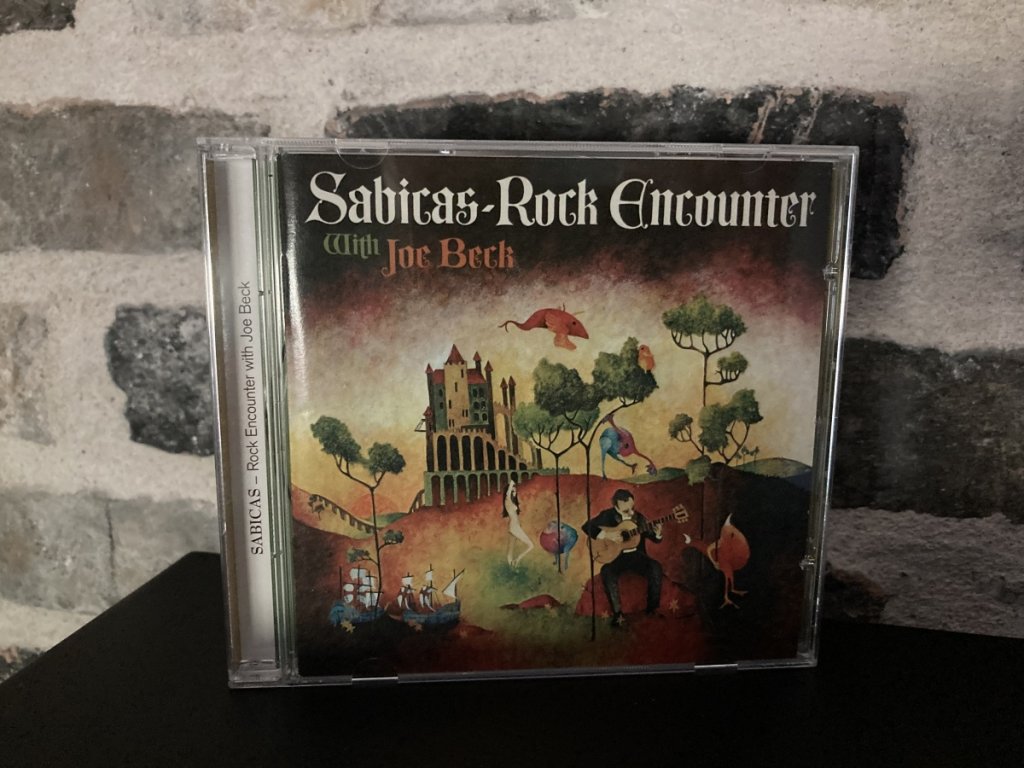 Sabicas-Rock Encounter
With Joe Beck
SABICAS – Rock Encounter with Joe Beck